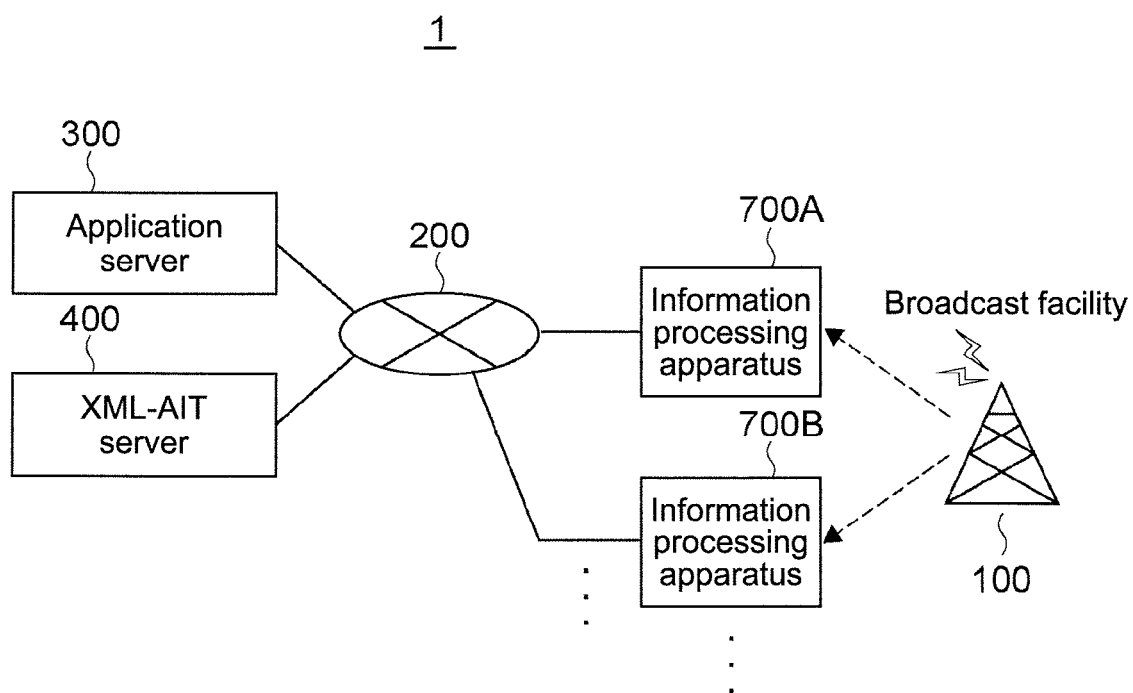 1
300
Application
server
400
XML-AIT
server
200
700A
Information
processing
apparatus
700B
Information
processing
apparatus
Broadcast facility
100